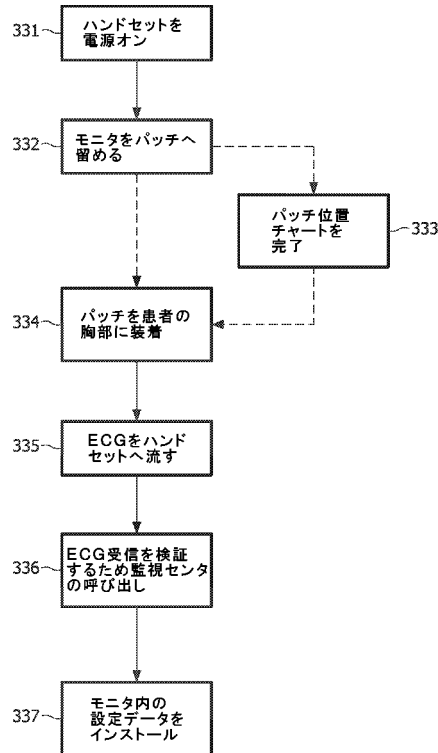 331
ハンドセットを
電源オン
332
モニタをパッチへ
留める
パッチ位置
チャートを
完了
333
334
パッチを患者の
胸部に装着
335
ECGをハンド
セットへ流す
336
ECG受信を検証
するため監視センタ
の呼び出し
337
モニタ内の
設定データを
インストール